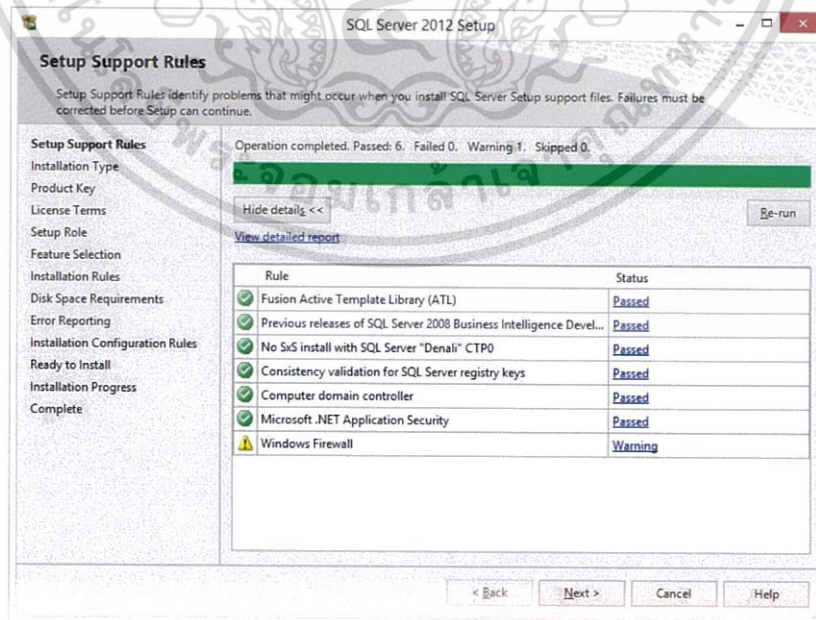 SQL Server 2012 Setup
Setup Support Rules
Setup Support Rules identify problems that might occur when you install SQL Server Setup support files. Failures must be
corrected before Setup can continue.
Setup Support Rules
Installation Type
Product Key
License Terms
Setup Role
Feature Selection
Installation Rules
Disk Space Requirements
Error Reporting
Installation Configuration Rules
Ready to Install
Installation Progress
Complete
Operation completed. Passed: 6. Failed 0. Warning 1. Skipped 0.
Hide details <<
Re-run
View detailed report
Rule Status
Fusion Active Template Library (ATL) Passed
Previous releases of SQL Server 2008 Business Intelligence Devel... Passed
No SxS install with SQL Server "Denali" CTP0 Passed
Consistency validation for SQL Server registry keys Passed
Computer domain controller Passed
Microsoft .NET Application Security Passed
Windows Firewall Warning
< Back Next > Cancel Help